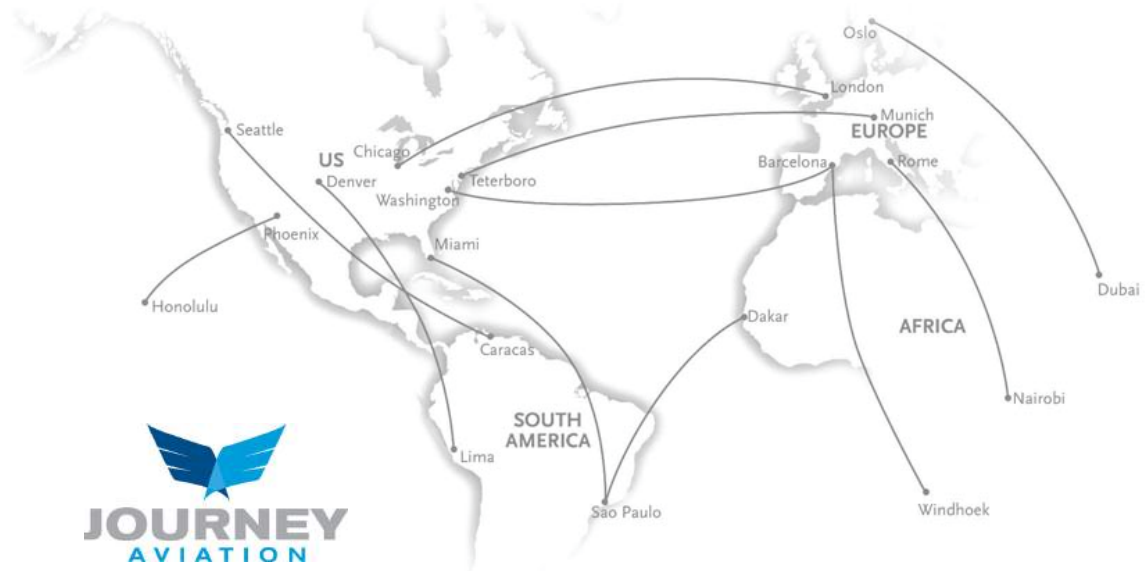 Oslo
London
Seattle
Munich
EUROPE
Chicago
US
Barcelona
Rome
Denver
Teterboro
Washington
Phoenix
Miami
Dubai
Honolulu
Dakar
AFRICA
Caracas
Nairobi
SOUTH
AMERICA
Lima
Sao Paulo
Windhoek
JOURNEY
AVIATION